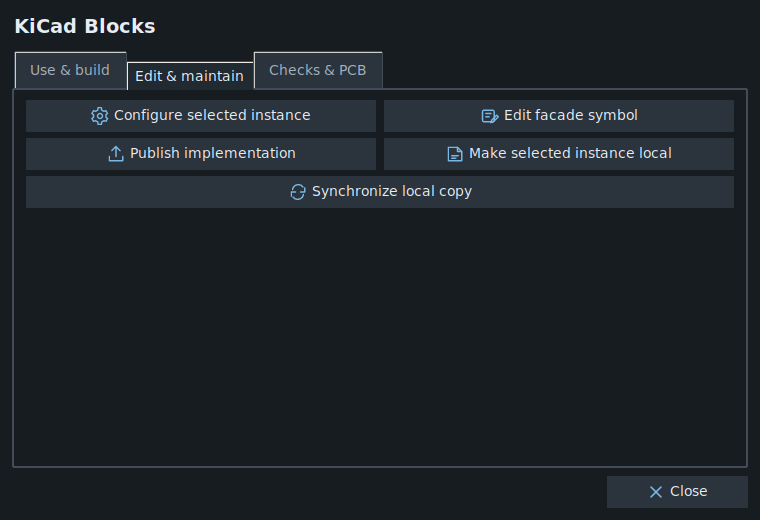 KiCad Blocks
Use & build
Edit & maintain
Checks & PCB
Configure selected instance
Edit facade symbol
Publish implementation
Make selected instance local
Synchronize local copy
Close